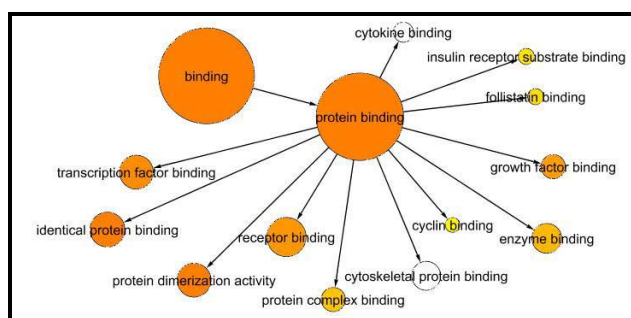 cytokine binding
insulin receptor substrate binding
binding
follistatin binding
protein binding
transcription factor binding
growth factor binding
identical protein binding
receptor binding
cyclin binding
enzyme binding
protein dimerization activity
cytoskeletal protein binding
protein complex binding